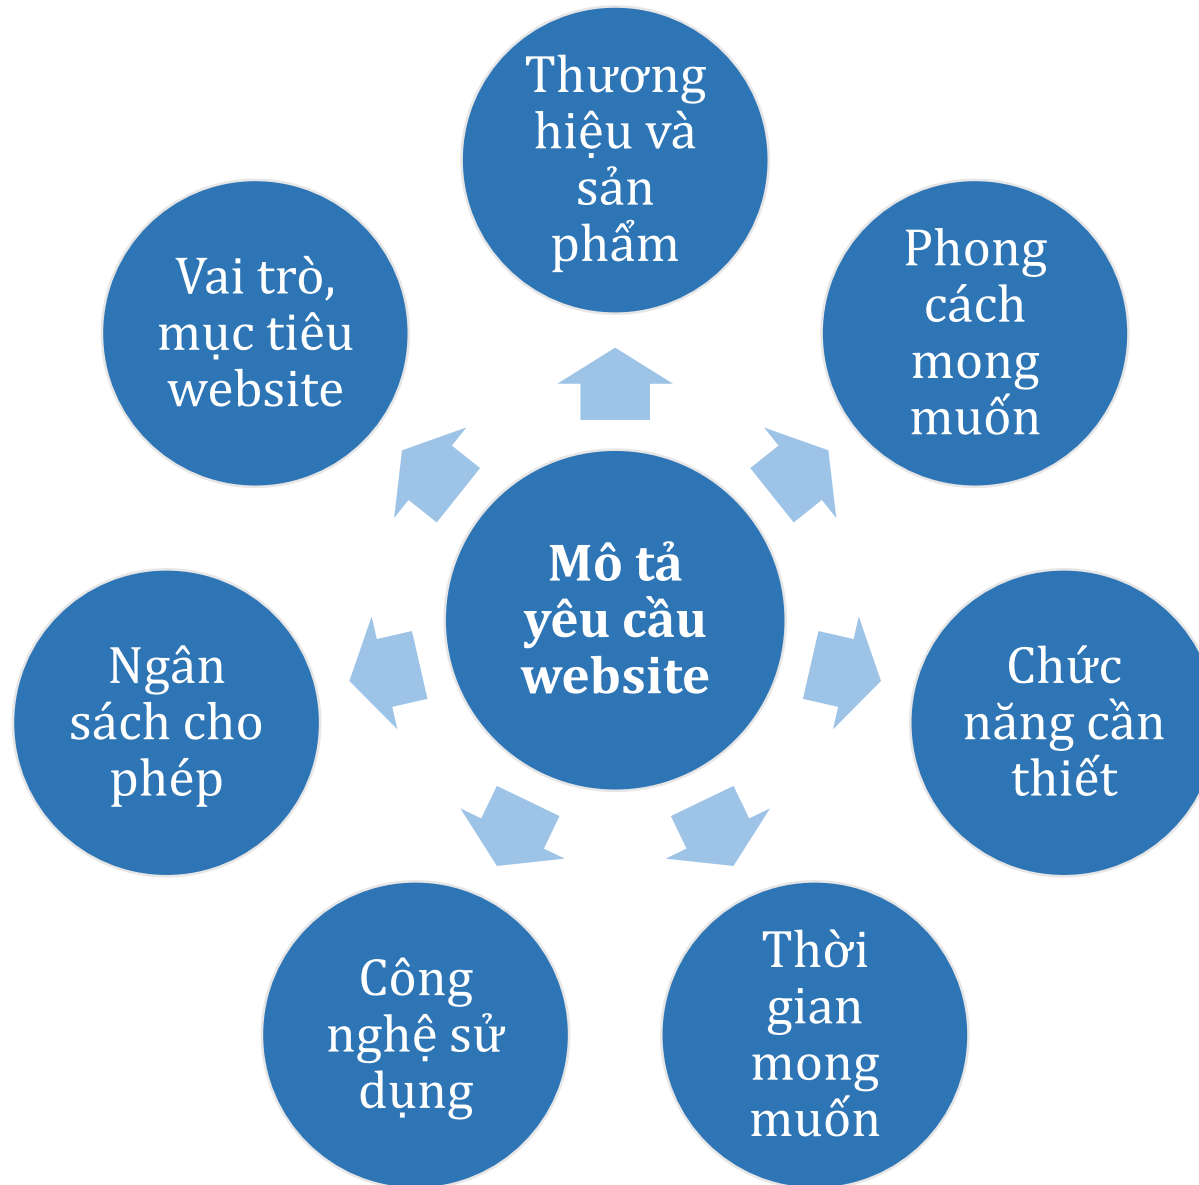 Thương
hiệu và
sản
phẩm
Phong
cách
mong
muốn
Chức
năng cần
thiết
Thời
gian
mong
muốn
Công
nghệ sử
dụng
Ngân
sách cho
phép
Vai trò,
mục tiêu
website
Mô tả
yêu cầu
website